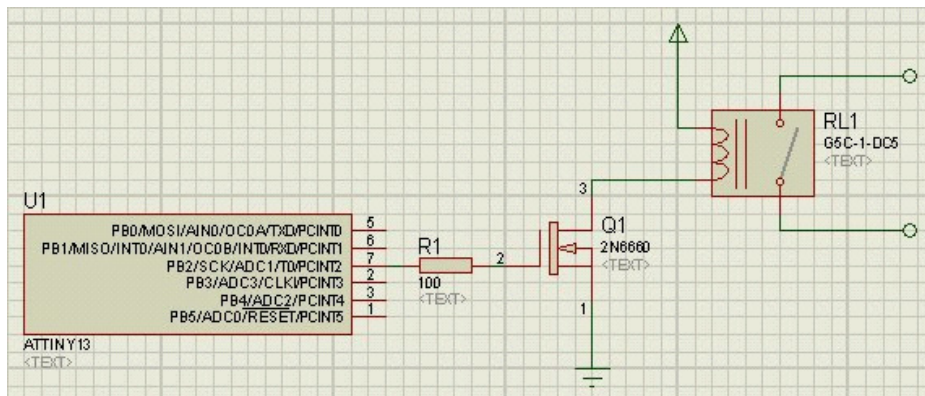 RL1
G5C-1-DC5
<TEXT>
U1
PB0/MOSI/AIN0/OC0A/TXD/PCINT0
5
PB1/MISO/INT0/AIN1/OC0B/INT0/RXD/PCINT1
6
PB2/SCK/ADC1/T0/PCINT2
7
PB3/ADC3/CLKI/PCINT3
2
PB4/ADC2/PCINT4
3
PB5/ADC0/RESET/PCINT5
1
ATTINY13
<TEXT>
R1
100
<TEXT>
3
2
1
Q1
2N6660
<TEXT>